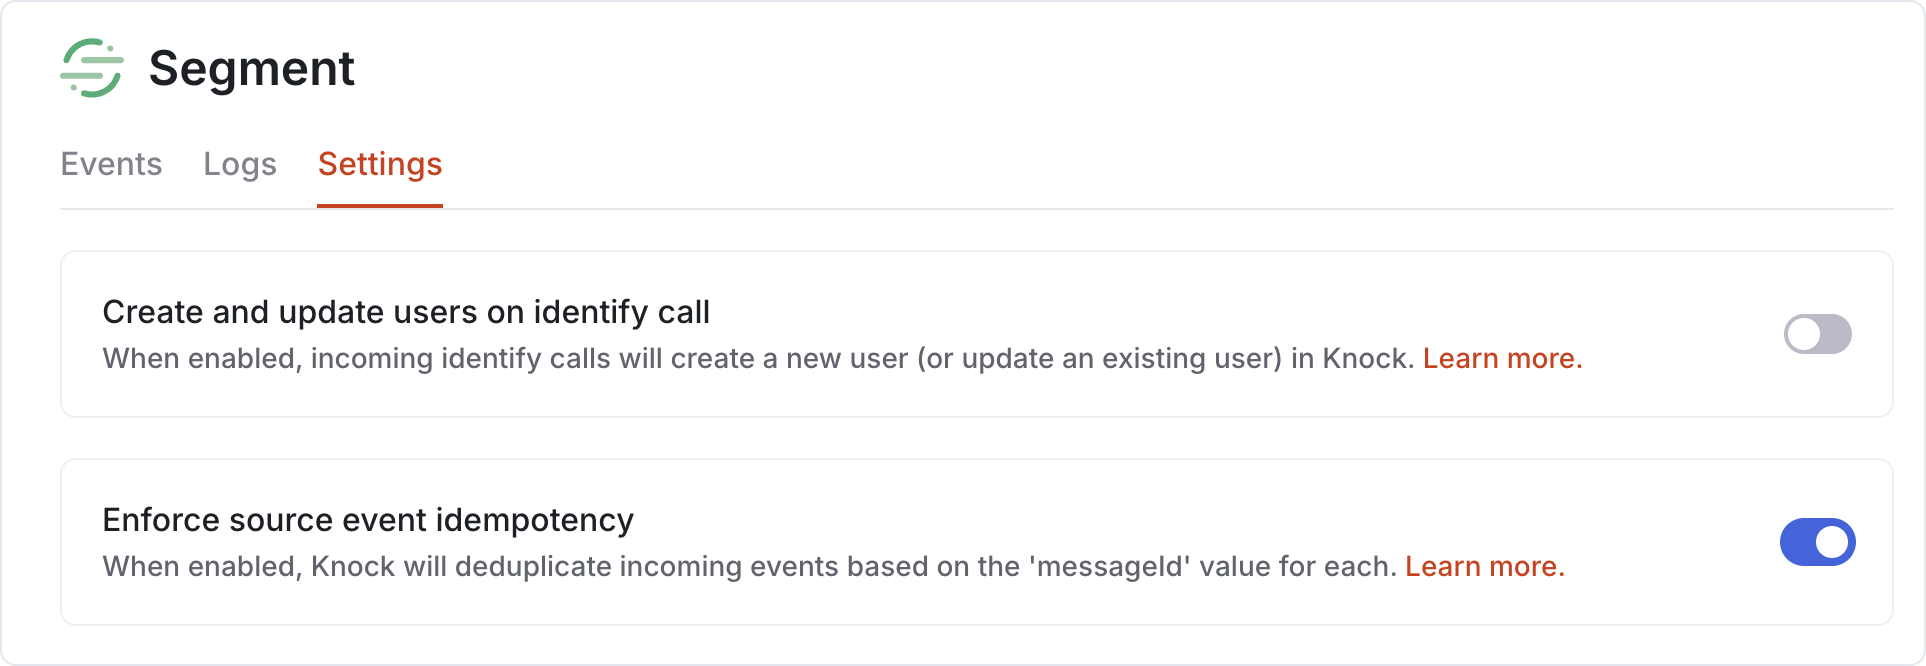 Segment
Events Logs Settings
Create and update users on identify call
When enabled, incoming identify calls will create a new user (or update an existing user) in Knock. Learn more.
Enforce source event idempotency
When enabled, Knock will deduplicate incoming events based on the 'messageId' value for each. Learn more.